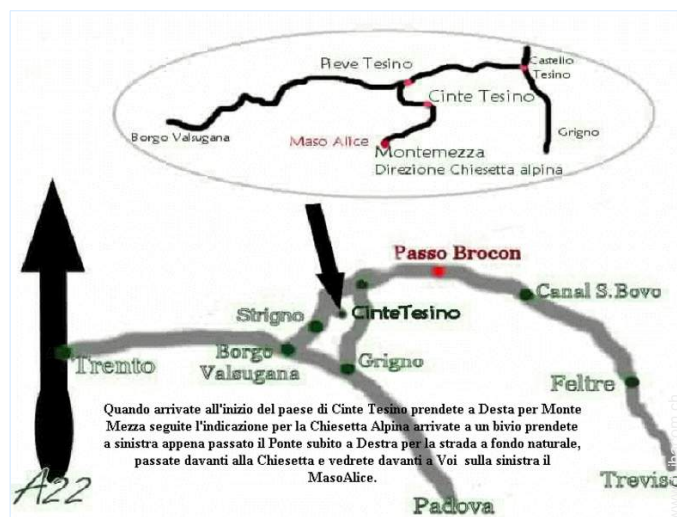 Pieve Tesino
Castello
Tesino
Cinte Tesino
Borgo Valsugana
Maso Alice
Grigno
Montemezza
Direzione Chiesetta alpina
Passo Brocon
Canal S.Bovo
Strigno
CinteTesino
Trento
Borgo
Valsugana
Grigno
Feltre
Quando arrivate all'inizio del paese di Cinte Tesino prendete a Desta per Monte
Mezza seguite l'indicazione per la Chiesetta Alpina arrivate a un bivio prendete
a sinistra appena passato il Ponte subito a Destra per la strada a fondo naturale,
passate davanti alla Chiesetta e vedrete davanti a Voi sulla sinistra il
MasoAlice.
A22
Treviso
Padova